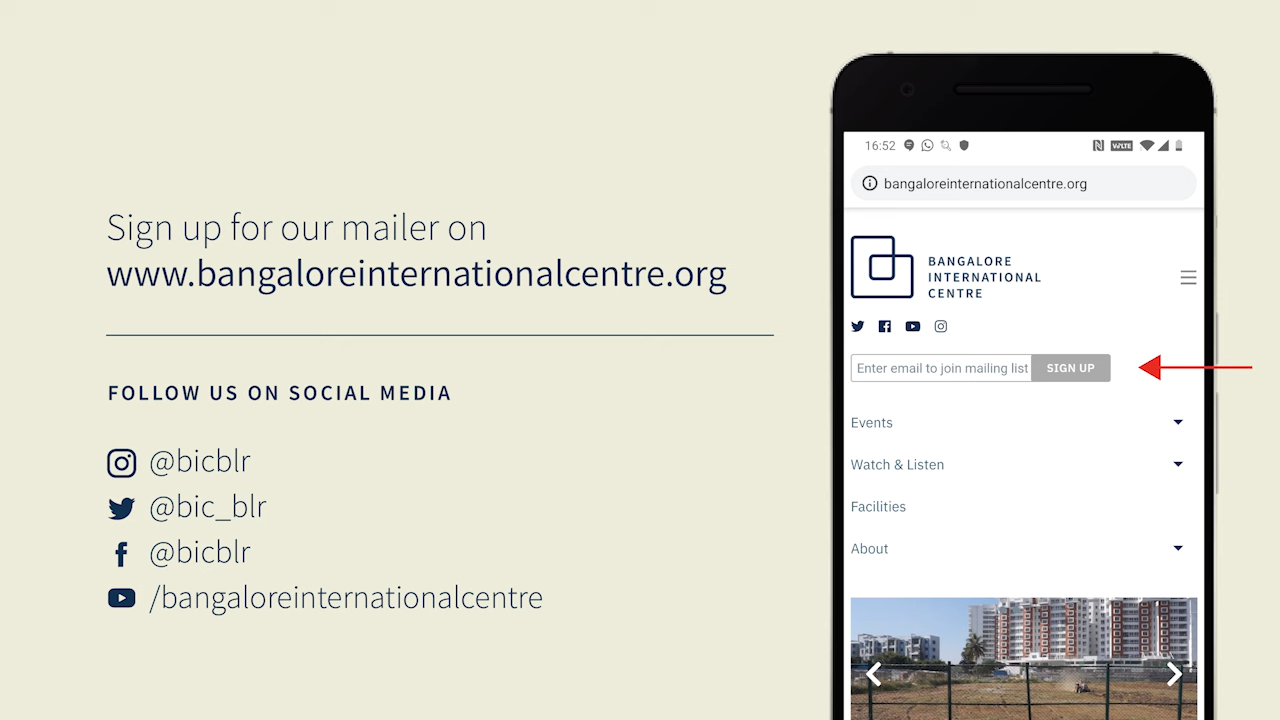 Sign up for our mailer on
www.bangaloreinternationalcentre.org
FOLLOW US ON SOCIAL MEDIA
@bicblr
@bic_blr
@bicblr
/bangaloreinternationalcentre
16:52
VoLTE
bangaloreinternationalcentre.org
BANGALORE
INTERNATIONAL
CENTRE
Enter email to join mailing list
SIGN UP
Events
Watch & Listen
Facilities
About